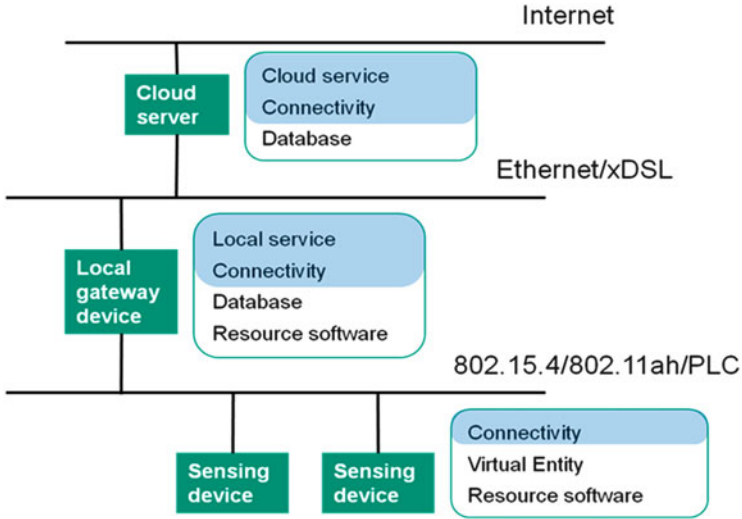 Internet
Cloud
server
Cloud service
Connectivity
Database
Ethernet/xDSL
Local
gateway
device
Local service
Connectivity
Database
Resource software
802.15.4/802.11ah/PLC
Sensing
device
Sensing
device
Connectivity
Virtual Entity
Resource software